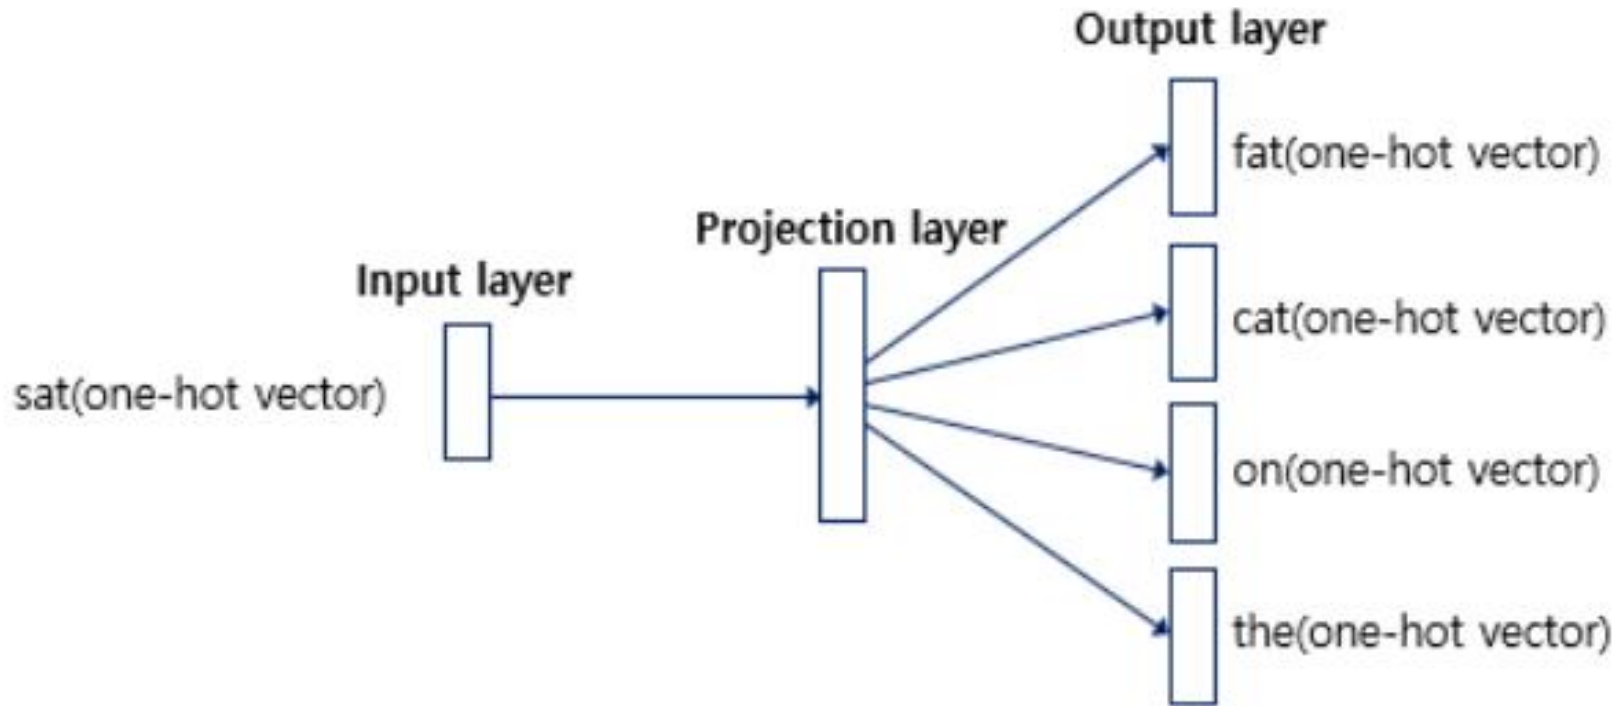 Output layer
fat(one-hot vector)
Projection layer
Input layer
cat(one-hot vector)
sat(one-hot vector)
on(one-hot vector)
the(one-hot vector)